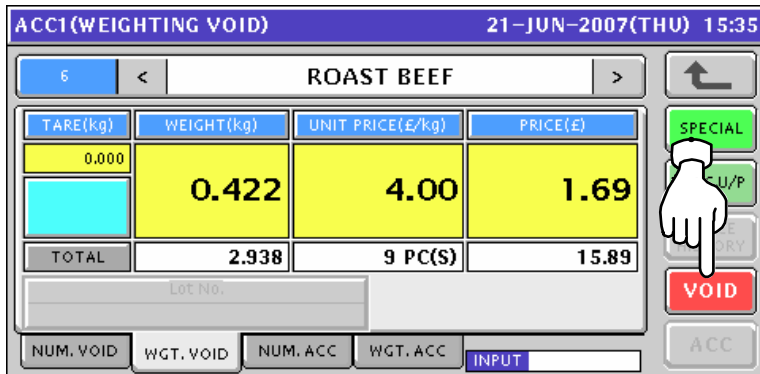 ACC1(WEIGHTING VOID) 21-JUN-2007(THU) 15:35
6 < ROAST BEEF >
TARE(kg) WEIGHT(kg) UNIT PRICE(£/kg) PRICE(£)
SPECIAL
0.000
0.422 4.00 1.69
U/P
TOTAL 2.938 9 PC(S) 15.89
Lot No.
VOID
NUM. VOID WGT. VOID NUM. ACC WGT. ACC INPUT
ACC